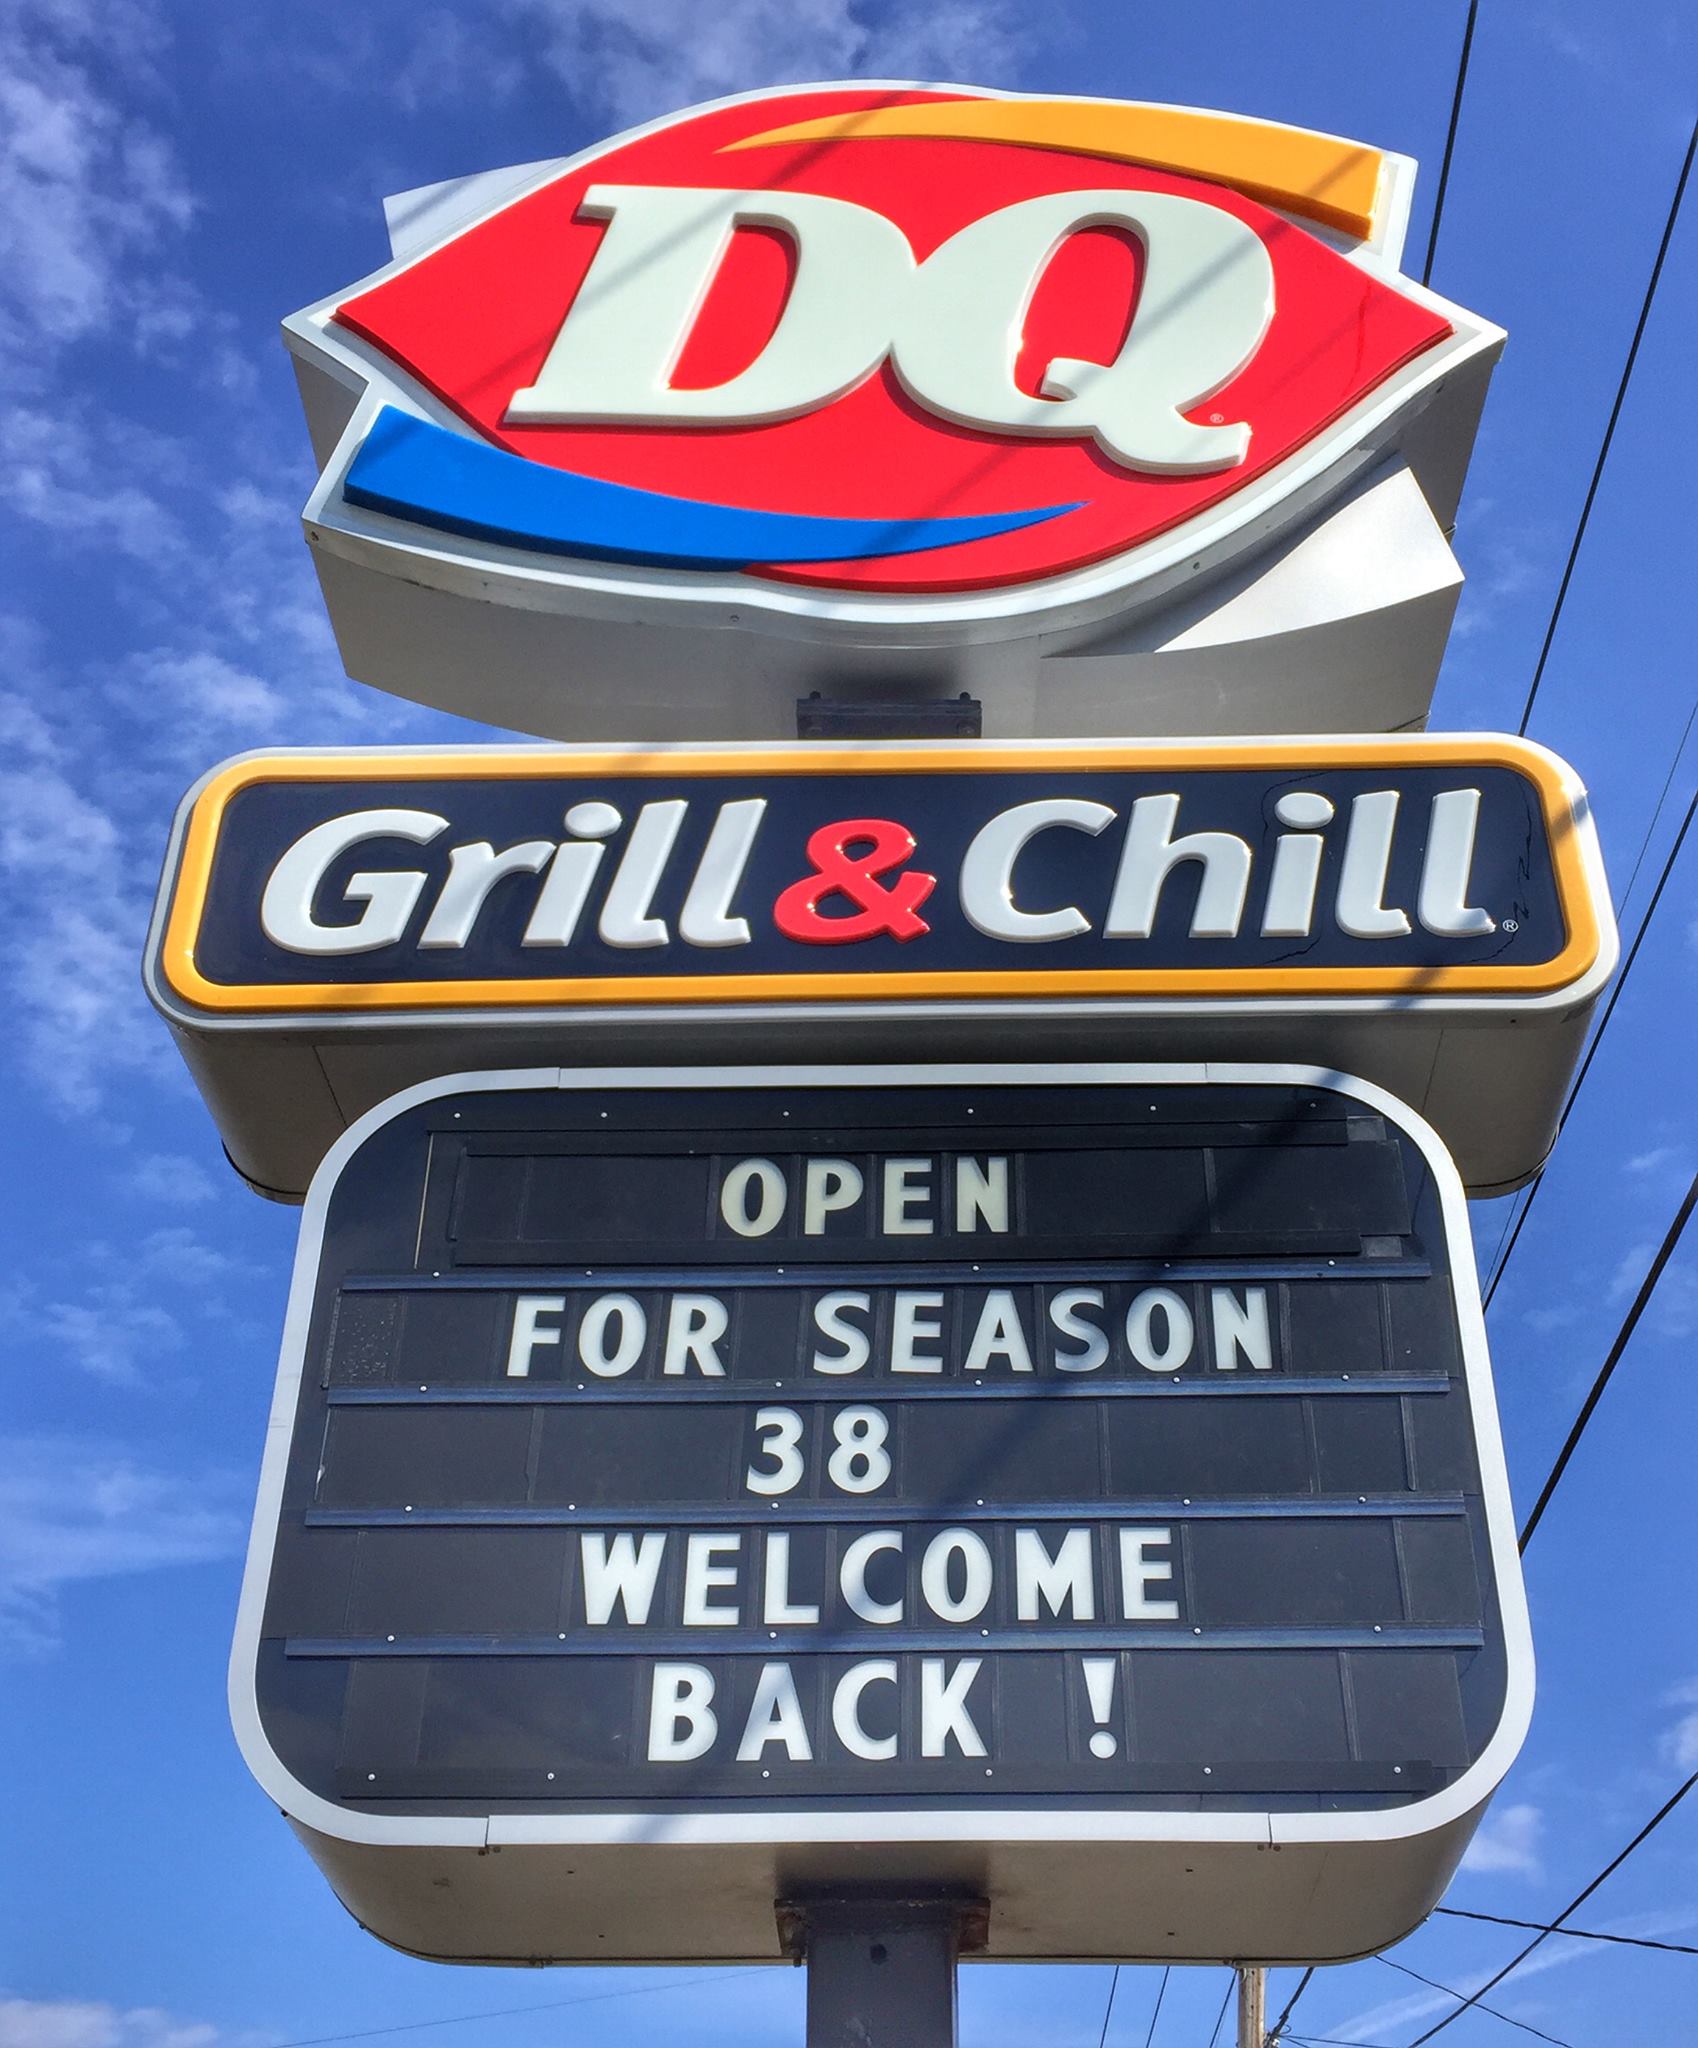 DQ®
Grill & Chill®
OPEN
FOR SEASON
38
WELCOME
BACK !